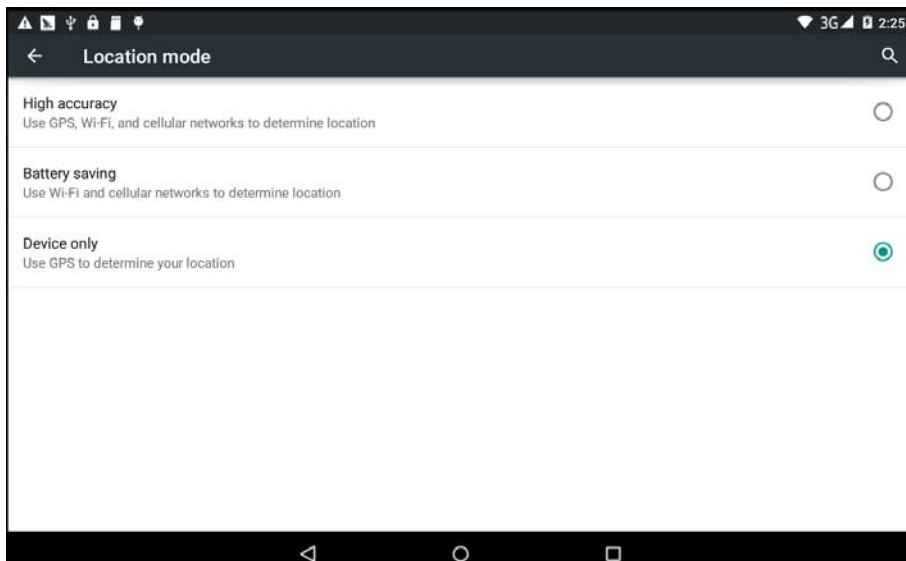 3G 2:25
Location mode
High accuracy
Use GPS, Wi-Fi, and cellular networks to determine location
Battery saving
Use Wi-Fi and cellular networks to determine location
Device only
Use GPS to determine your location